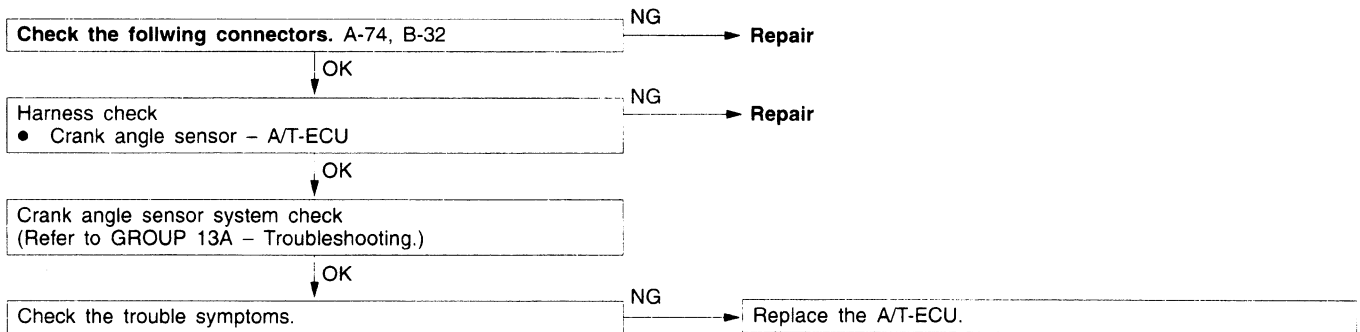 NG
Check the follwing connectors. A-74, B-32
Repair
OK
NG
Harness check
Repair
● Crank angle sensor – A/T-ECU
OK
Crank angle sensor system check
(Refer to GROUP 13A – Troubleshooting.)
OK
NG
Check the trouble symptoms.
Replace the A/T-ECU.